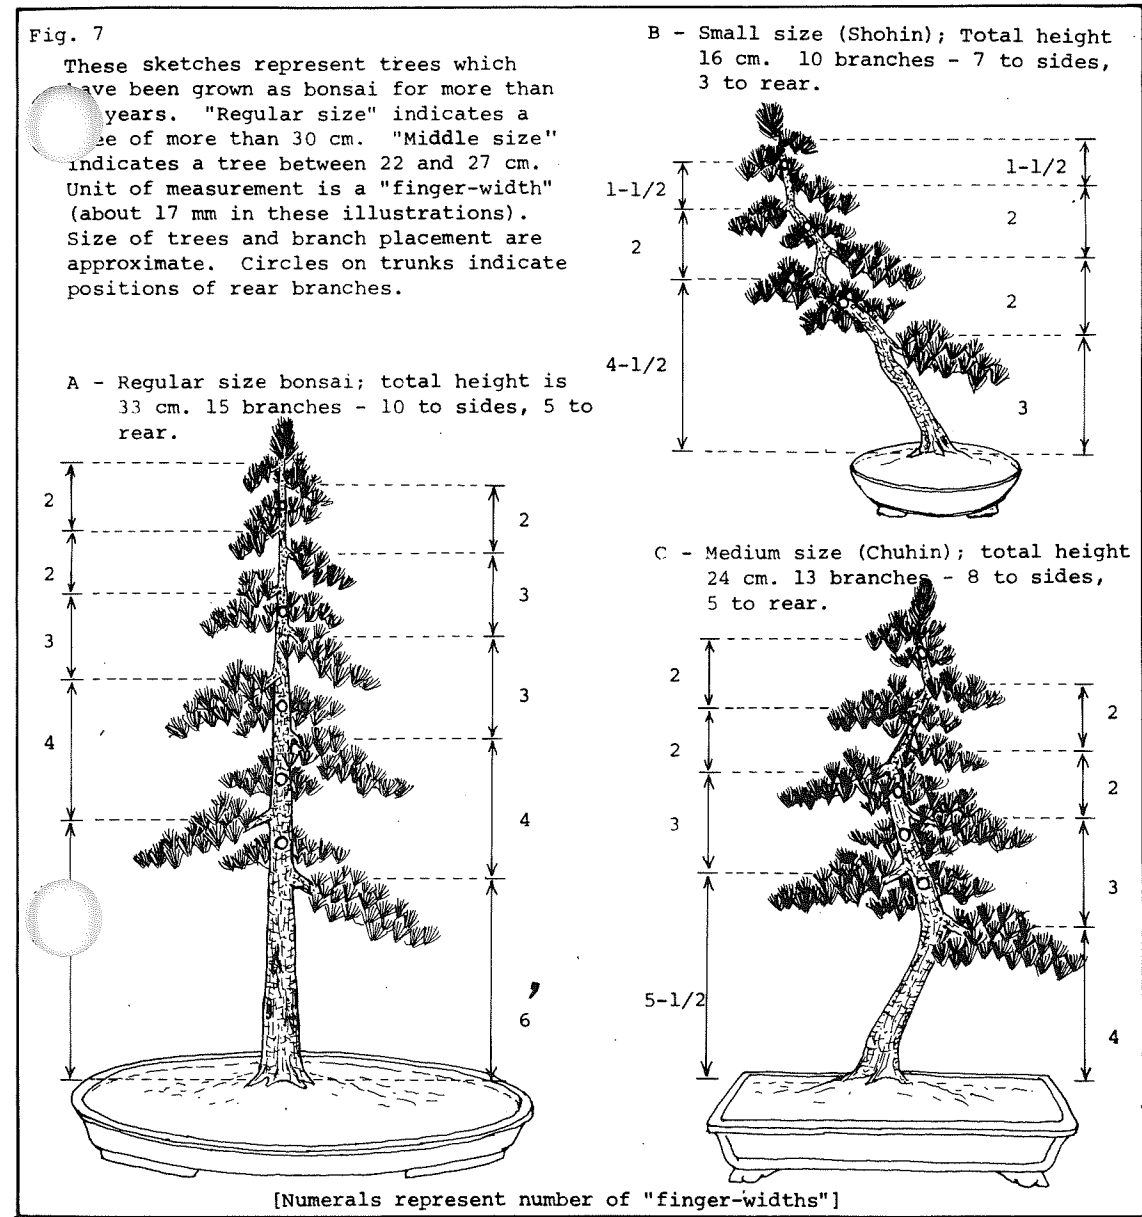 Fig. 7
These sketches represent trees which
have been grown as bonsai for more than
years. "Regular size" indicates a
tree of more than 30 cm. "Middle size"
indicates a tree between 22 and 27 cm.
Unit of measurement is a "finger-width"
(about 17 mm in these illustrations).
Size of trees and branch placement are
approximate. Circles on trunks indicate
positions of rear branches.
B - Small size (Shohin); Total height
16 cm. 10 branches - 7 to sides,
3 to rear.
1-1/2
2
4-1/2
1-1/2
2
2
3
A - Regular size bonsai; total height is
33 cm. 15 branches - 10 to sides, 5 to
rear.
2
2
3
4
2
3
3
4
6
C - Medium size (Chuhin); total height
24 cm. 13 branches - 8 to sides,
5 to rear.
2
2
3
5-1/2
2
2
3
4
[Numerals represent number of "finger-widths"]